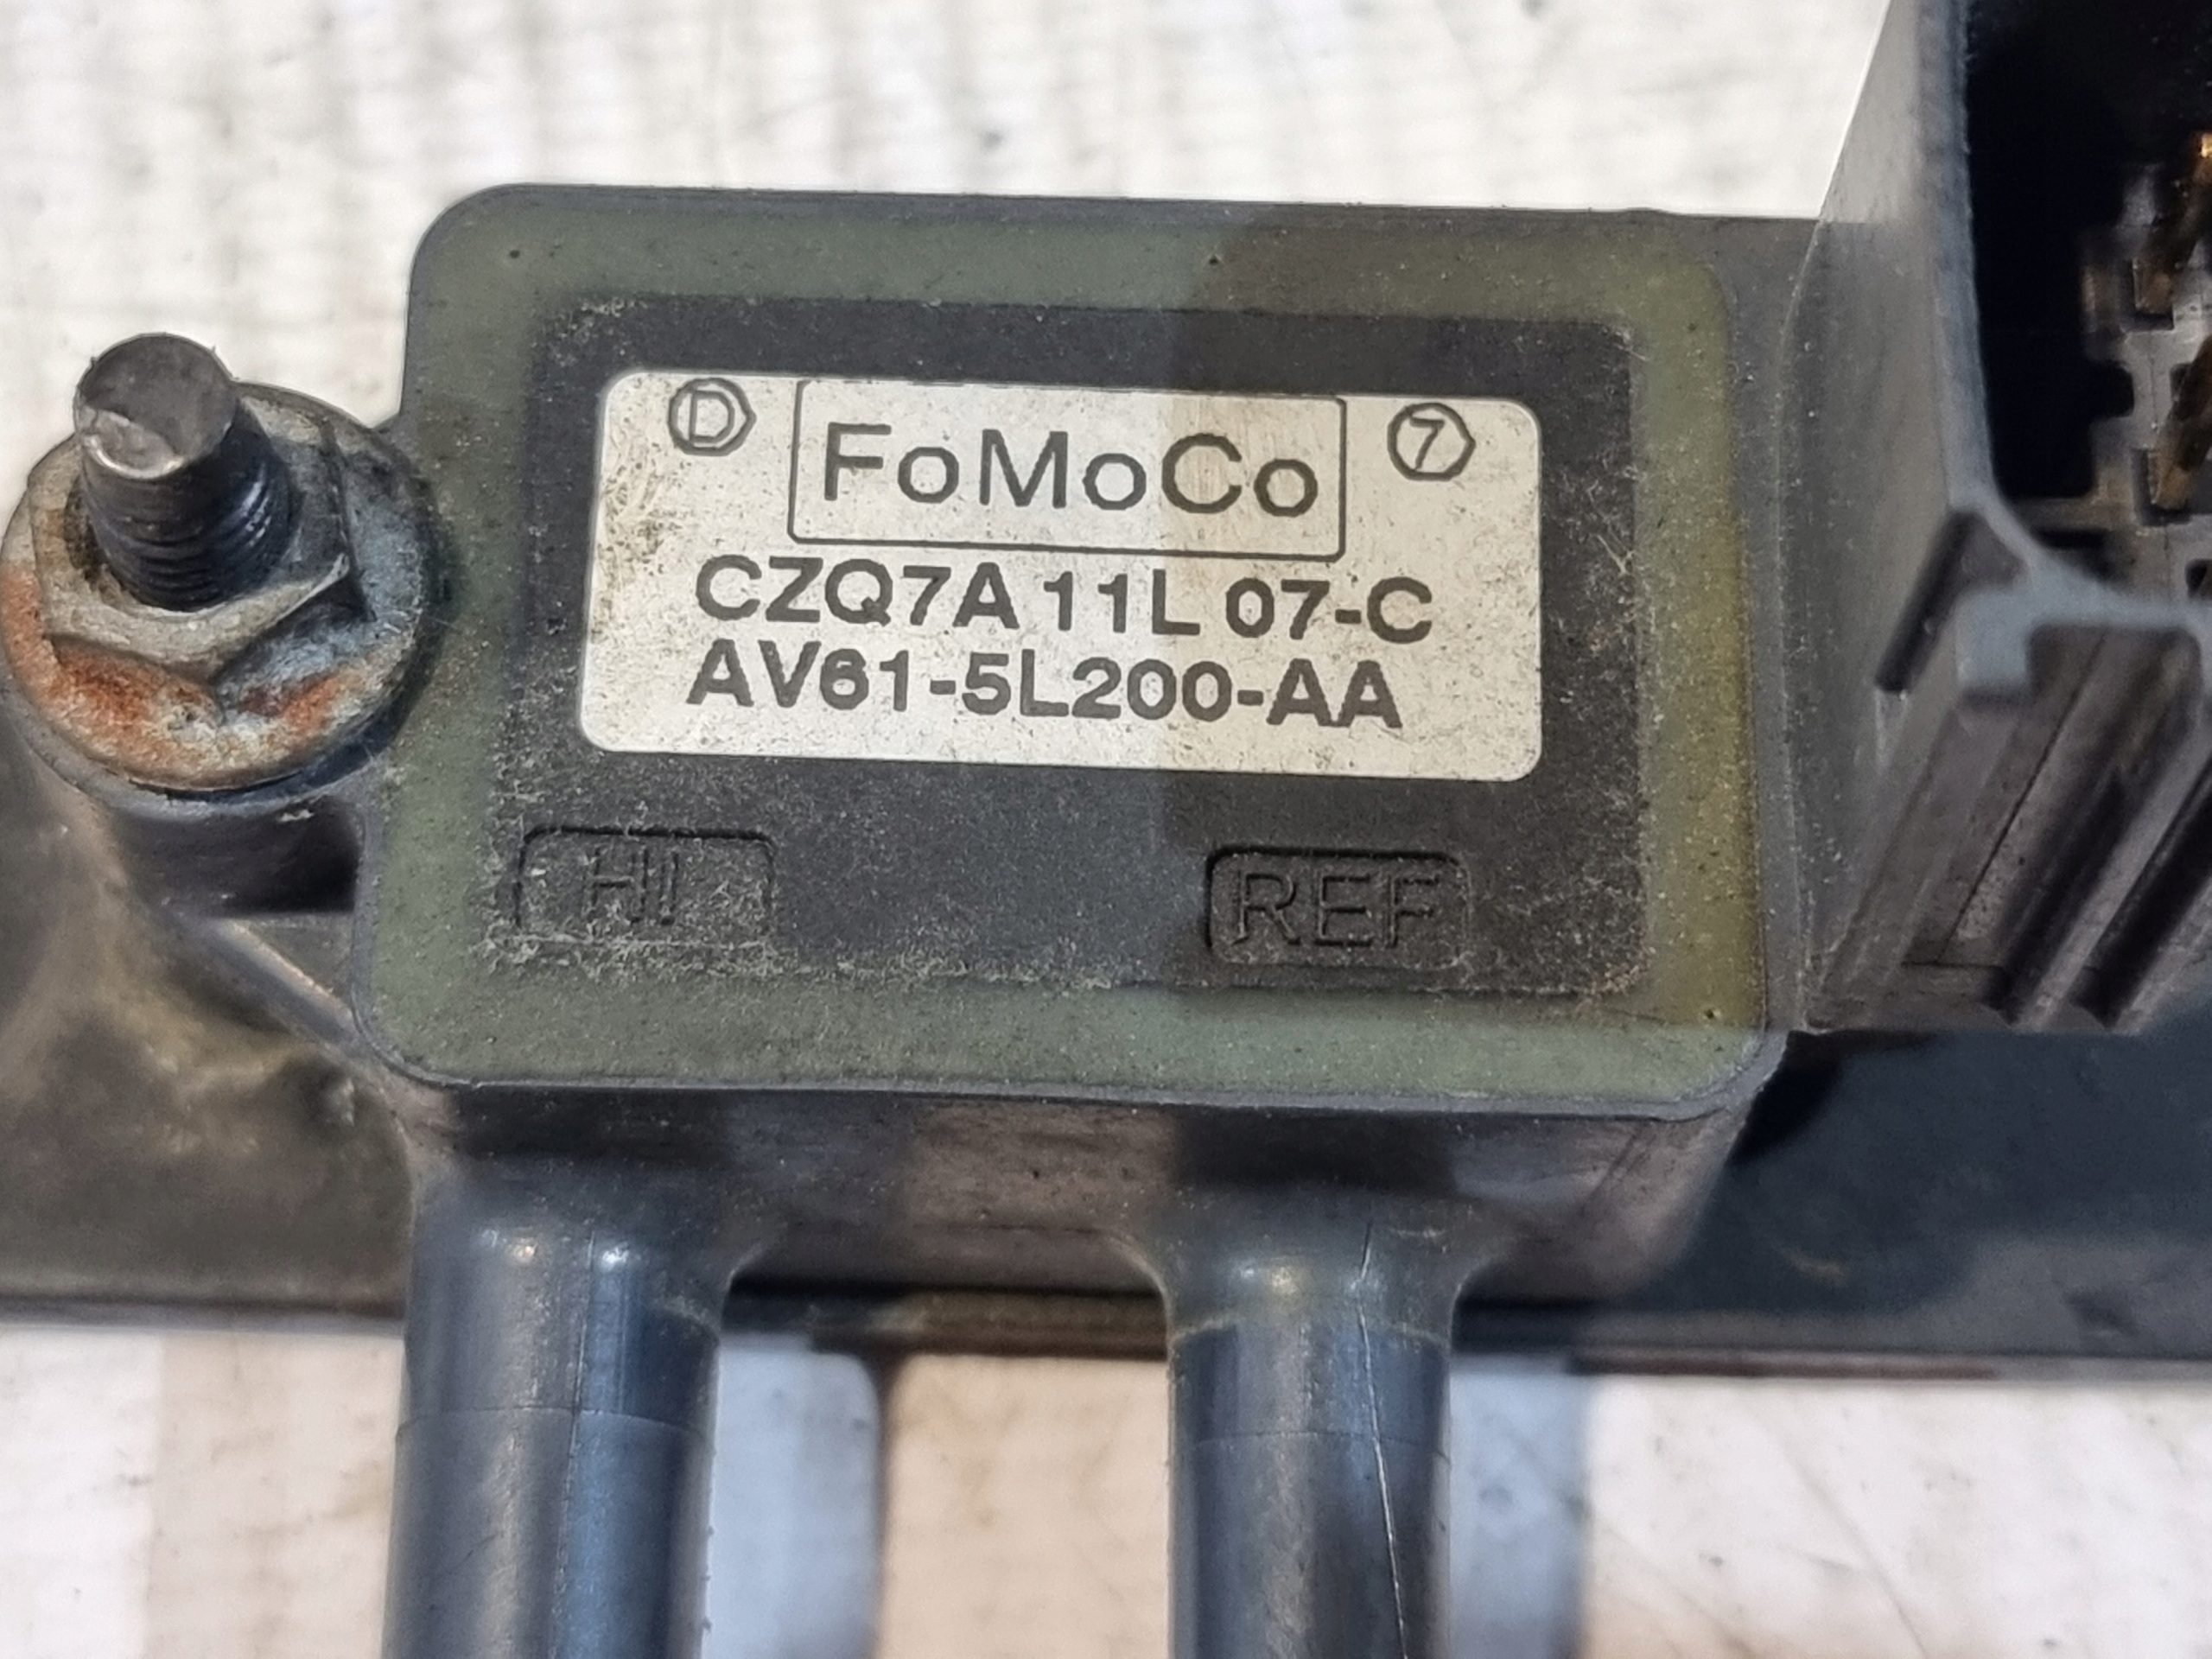 D FoMoCo 7
CZQ7A 11L 07-C
AV61-5L200-AA
HI REF